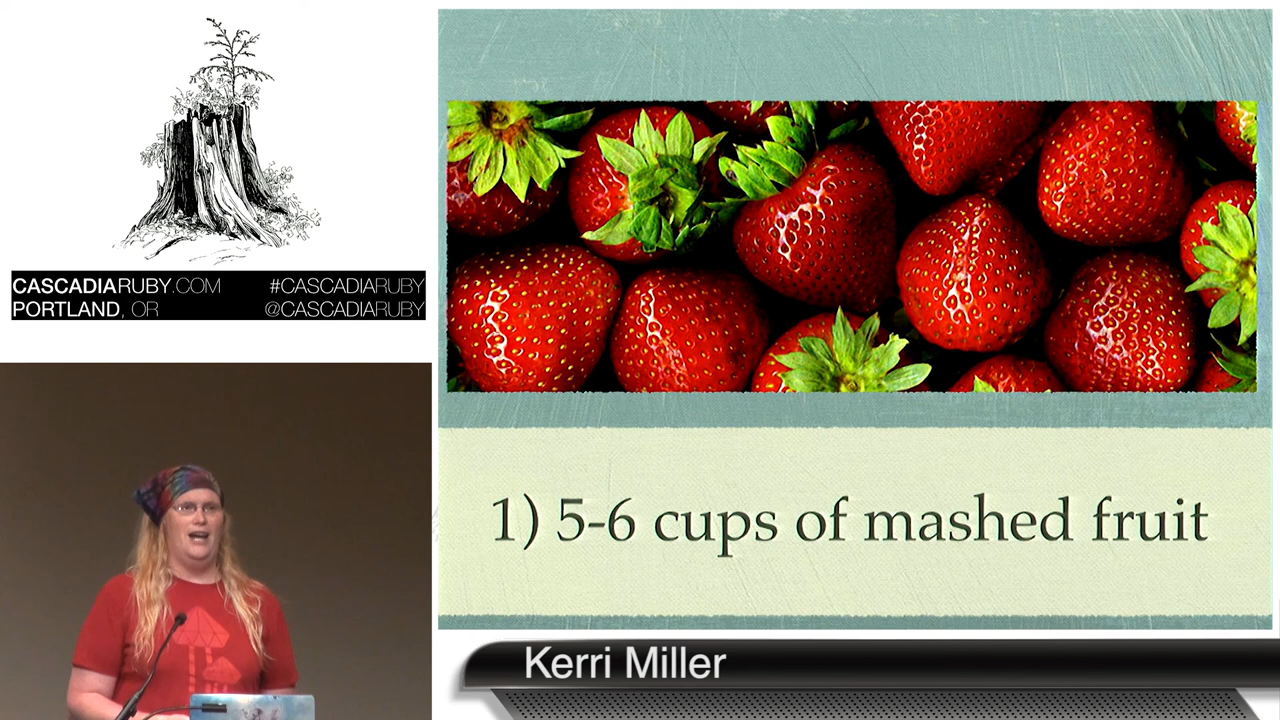 CASCADIARUBY.COM #CASCADIARUBY
PORTLAND, OR @CASCADIARUBY
1) 5-6 cups of mashed fruit
Kerri Miller